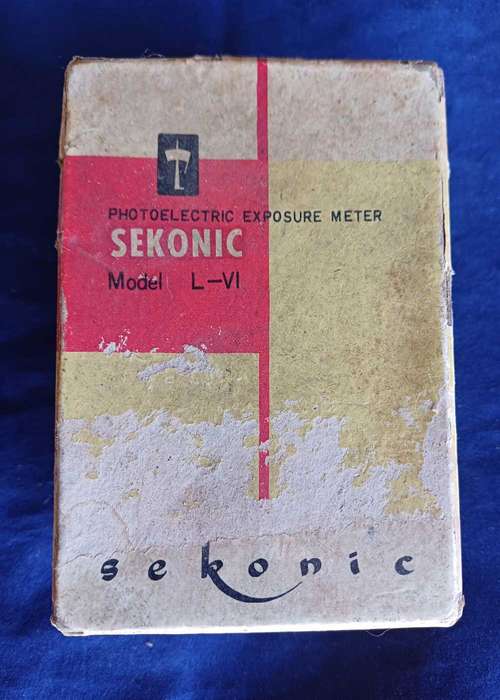 PHOTOELECTRIC EXPOSURE METER
SEKONIC
Model L-VI
sekonic